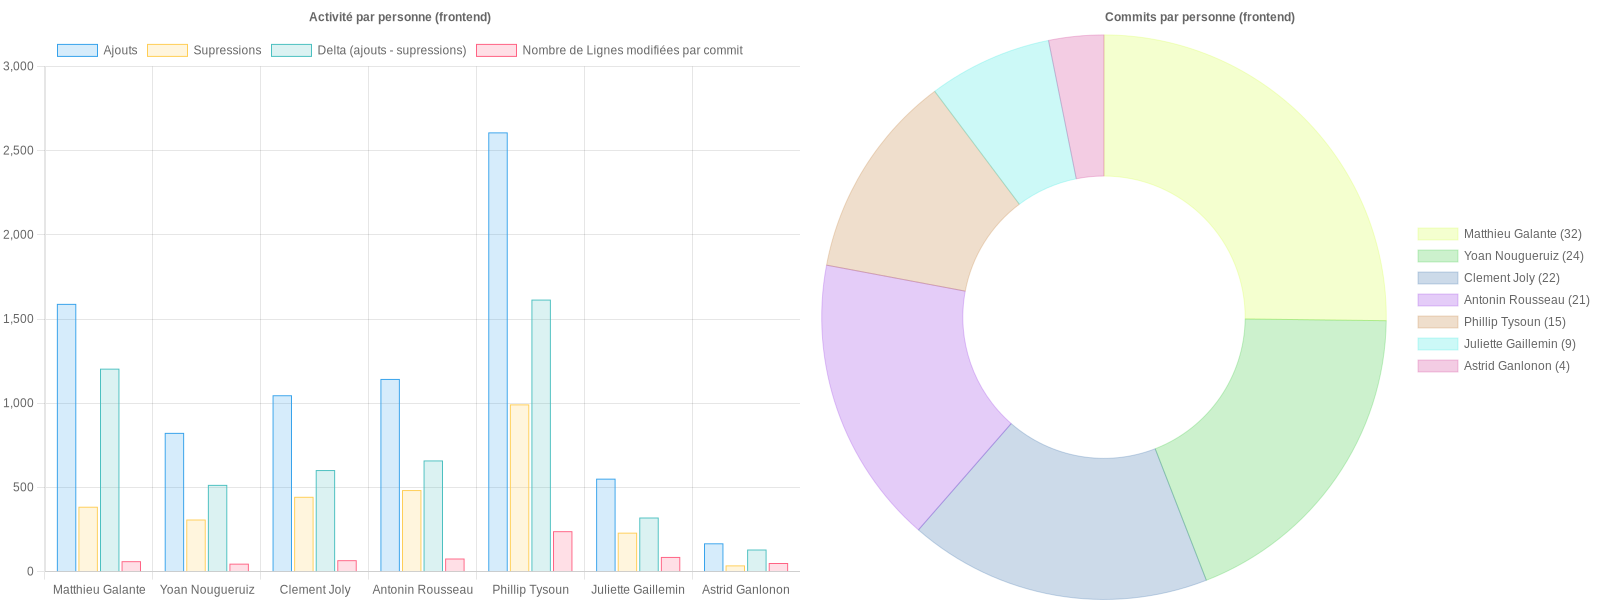 Activité par personne (frontend)
Ajouts
Supressions
Delta (ajouts - supressions)
Nombre de Lignes modifiées par commit
3,000
2,500
2,000
1,500
1,000
500
0
Matthieu Galante
Yoan Nougueruiz
Clement Joly
Antonin Rousseau
Phillip Tysoun
Juliette Gaillemin
Astrid Ganlonon
Commits par personne (frontend)
Matthieu Galante (32)
Yoan Nougueruiz (24)
Clement Joly (22)
Antonin Rousseau (21)
Phillip Tysoun (15)
Juliette Gaillemin (9)
Astrid Ganlonon (4)